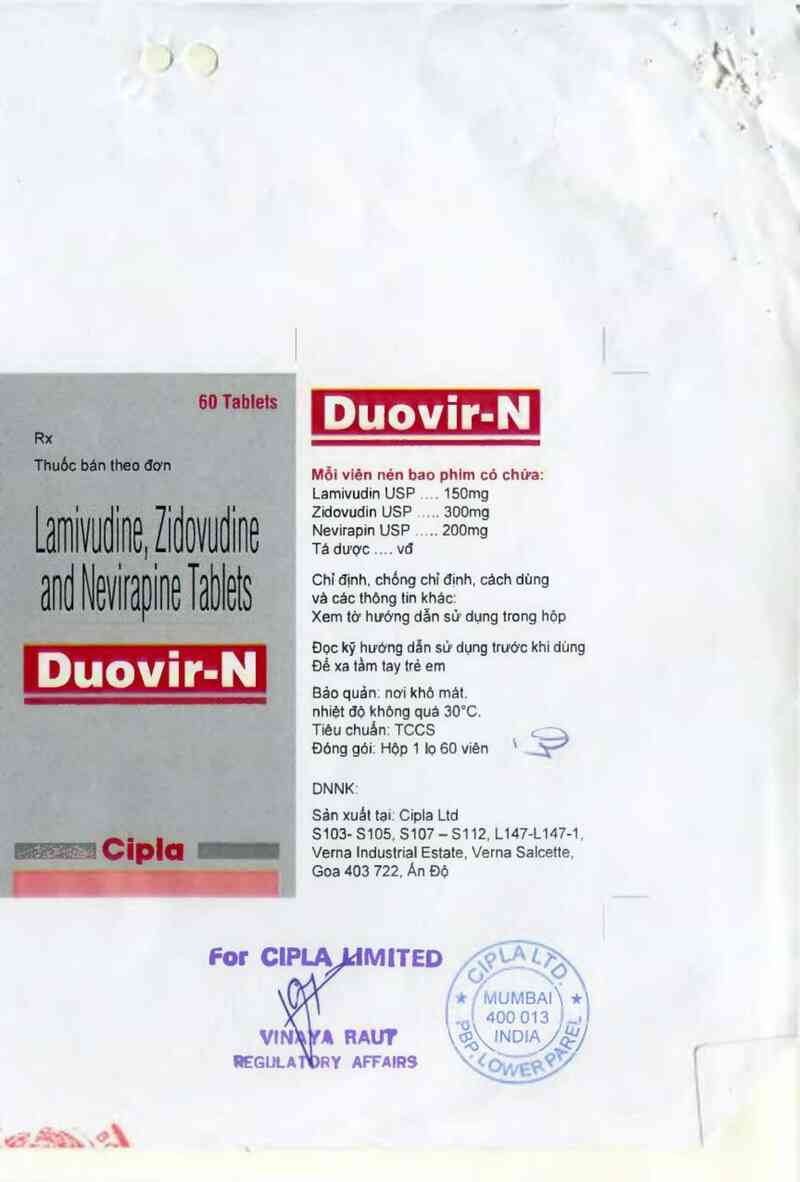 60 Tablets
Rx
Thuốc bán theo đơn
Lamivudine, Zidovudine
and Nevirapine Tablets
Duovir-N
Cipla
Duovir-N
Mỗi viên nén bao phim có chứa:
Lamivudin USP .... 150mg
Zidovudin USP ..... 300mg
Nevirapin USP ..... 200mg
Tá dược .... vđ
Chỉ định, chống chỉ định, cách dùng
và các thông tin khác:
Xem tờ hướng dẫn sử dụng trong hộp
Đọc kỹ hướng dẫn sử dụng trước khi dùng
Để xa tầm tay trẻ em
Bảo quản: nơi khô mát,
nhiệt độ không quá 30°C.
Tiêu chuẩn: TCCS
Đóng gói: Hộp 1 lọ 60 viên
DNNK:
Sản xuất tại: Cipla Ltd
S103- S105, S107 – S112, L147-L147-1,
Verna Industrial Estate, Verna Salcette,
Goa 403 722, Ấn Độ
For CIPLA LIMITED
VINAYA RAUT
REGULATORY AFFAIRS
CIPLA LTD.
MUMBAI
400 013
INDIA
PBP, LOWER PAREL